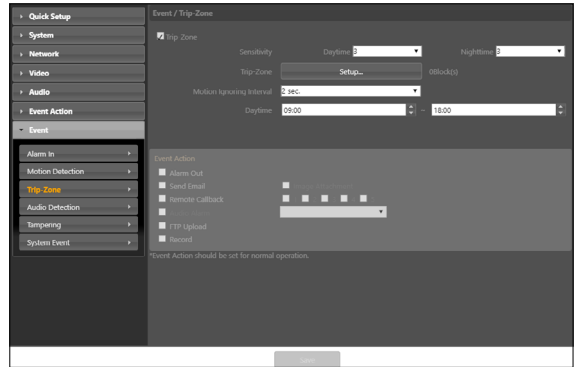 Quick Setup
System
Network
Video
Audio
Event Action
Event
Alarm In
Motion Detection
Trip-Zone
Audio Detection
Tampering
System Event
Event / Trip-Zone
Trip Zone
Sensitivity Daytime 8 Nighttime 8
Trip-Zone Setup... 0Block(s)
Motion Ignoring Interval 2 sec.
Daytime 09:00 ~ 18:00
Event Action
Alarm Out
Send Email
Remote Callback
FTP Upload
Record
*Event Action should be set for normal operation.
Save